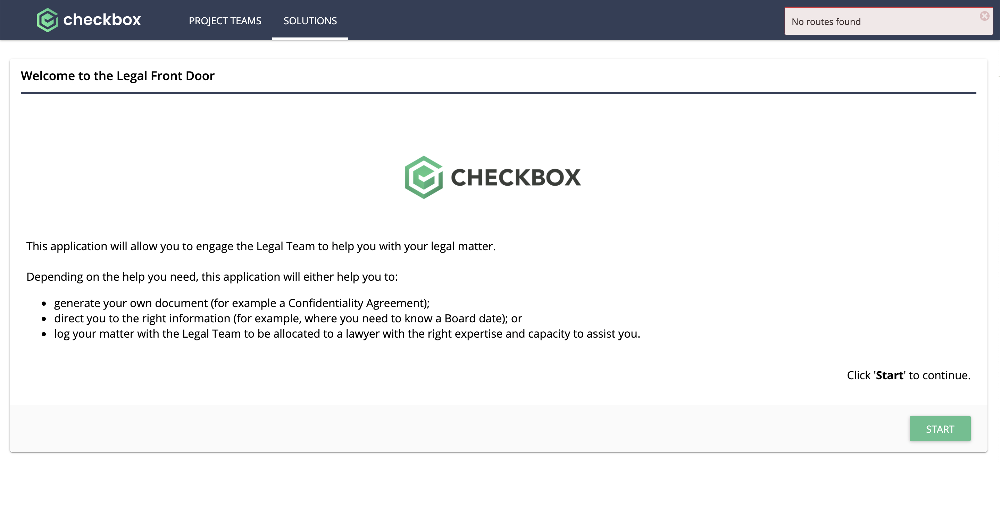 checkbox
PROJECT TEAMS
SOLUTIONS
No routes found
Welcome to the Legal Front Door
CHECKBOX
This application will allow you to engage the Legal Team to help you with your legal matter.
Depending on the help you need, this application will either help you to:
• generate your own document (for example a Confidentiality Agreement);
• direct you to the right information (for example, where you need to know a Board date); or
• log your matter with the Legal Team to be allocated to a lawyer with the right expertise and capacity to assist you.
Click 'Start' to continue.
START